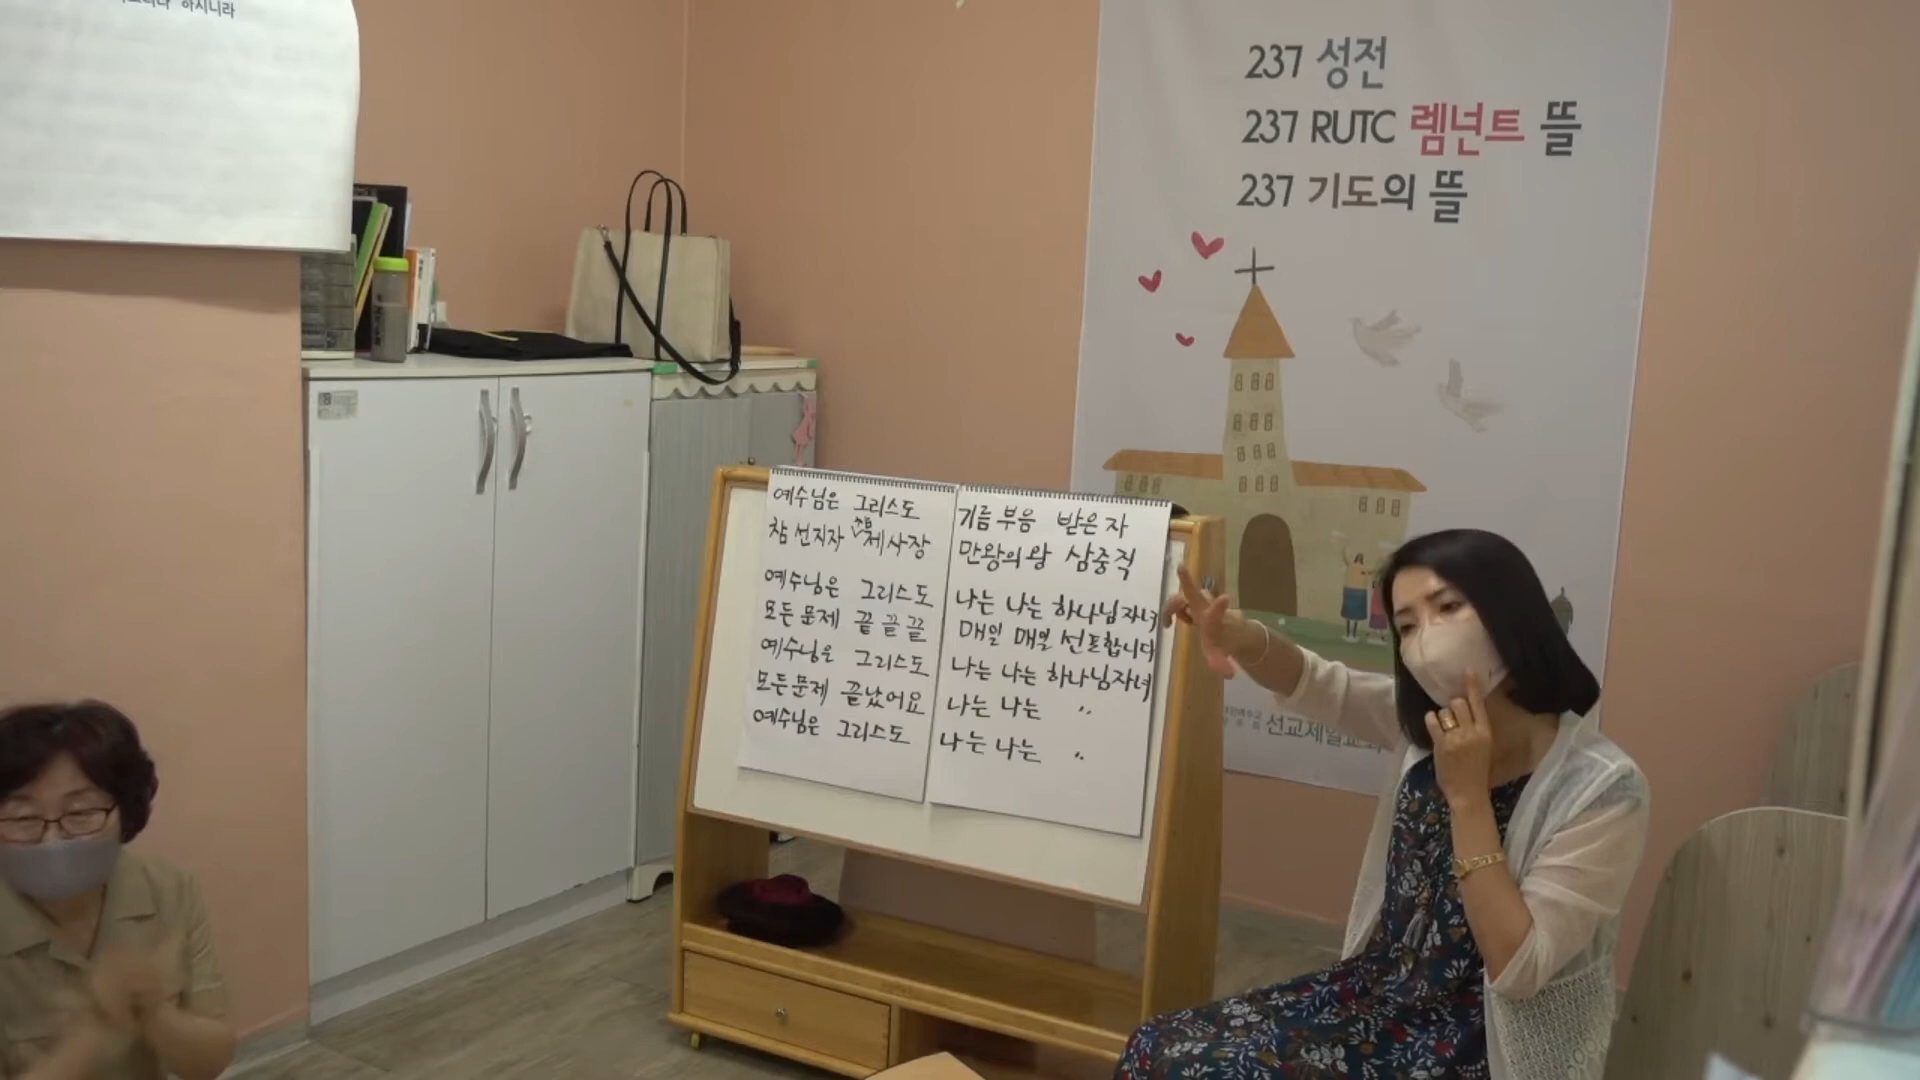 하시니라
237 성전
237 RUTC 렘넌트 뜰
237 기도의 뜰
예수님은 그리스도
참 선지자 제사장
예수님은 그리스도
모든 문제 끝 끝 끝
예수님은 그리스도
모든 문제 끝났어요
예수님은 그리스도
기름 부음 받은 자
만왕의 왕 삼중직
나는 나는 하나님 자녀
매일 매일 선포합니다
나는 나는 하나님 자녀
나는 나는 〃
나는 나는 〃
선교제일교회